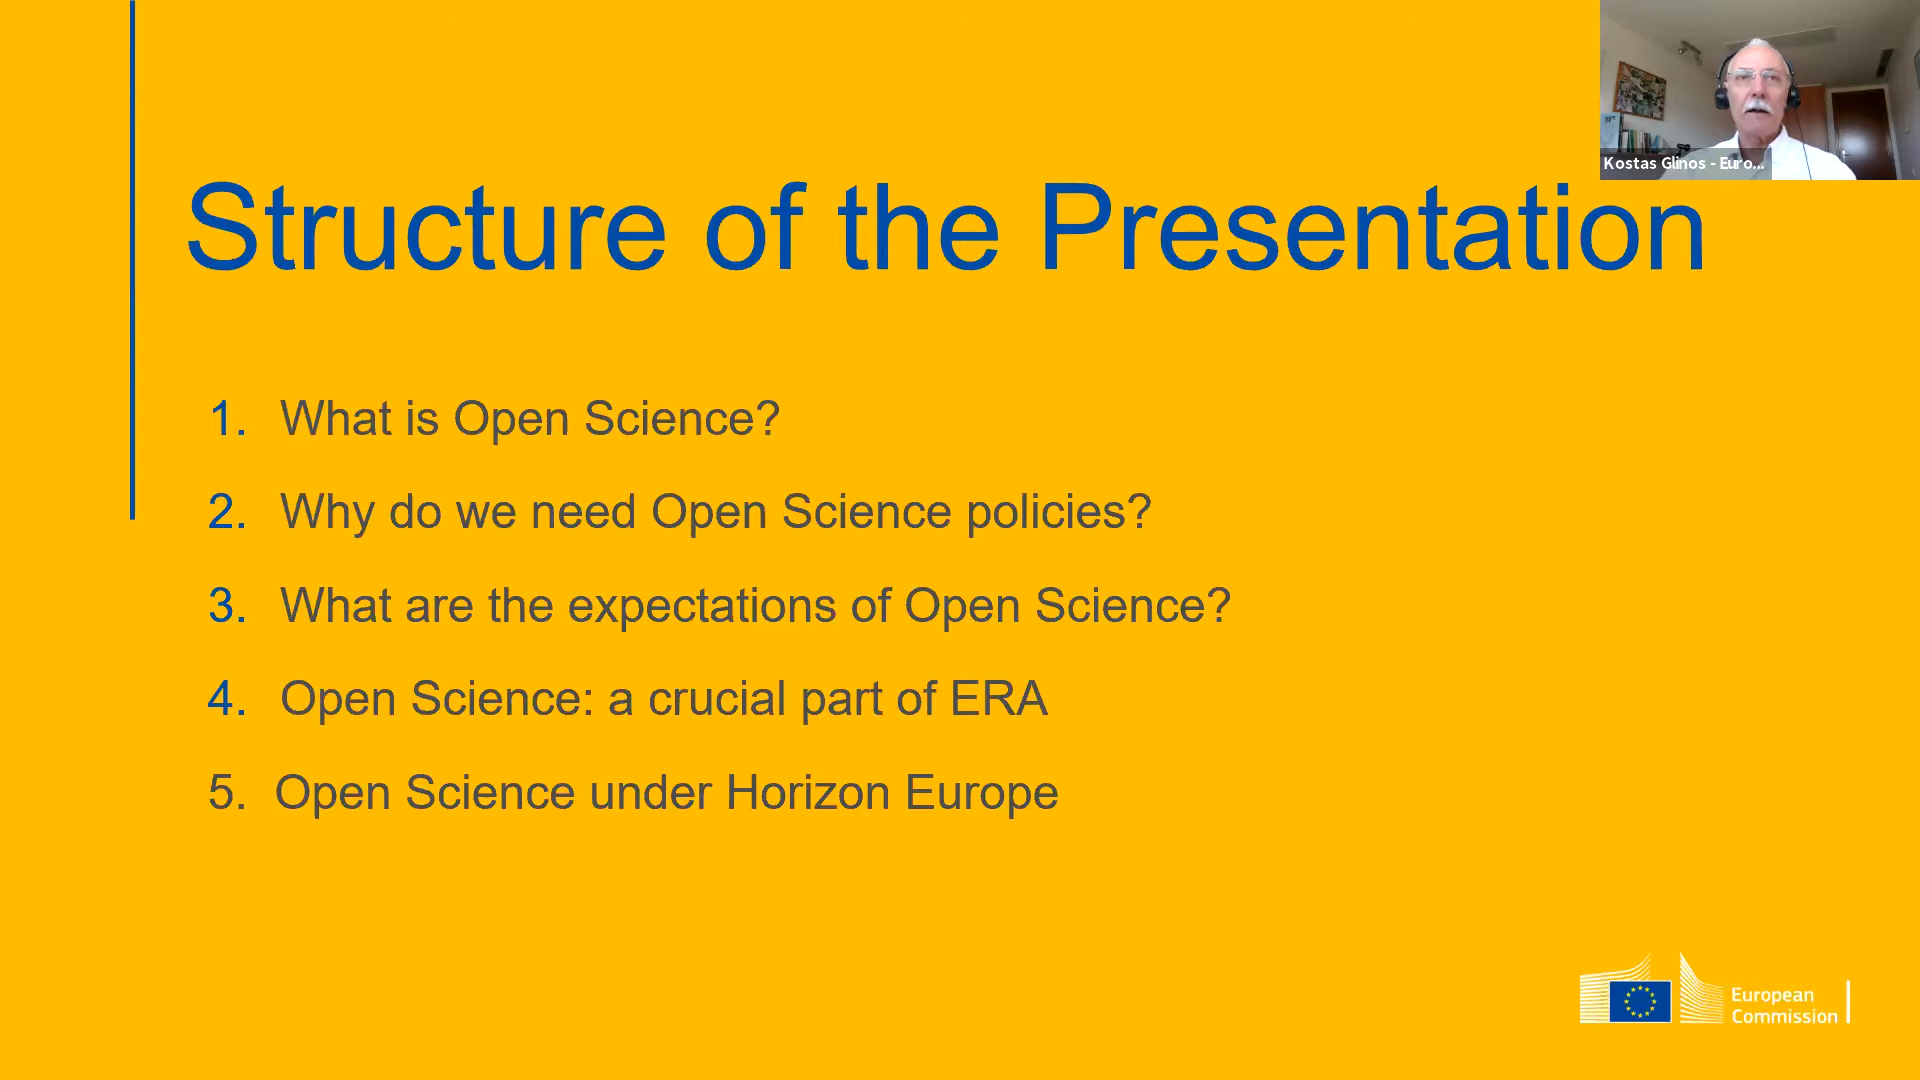 Kostas Glinos - Euro...
Structure of the Presentation
1. What is Open Science?
2. Why do we need Open Science policies?
3. What are the expectations of Open Science?
4. Open Science: a crucial part of ERA
5. Open Science under Horizon Europe
European
Commission